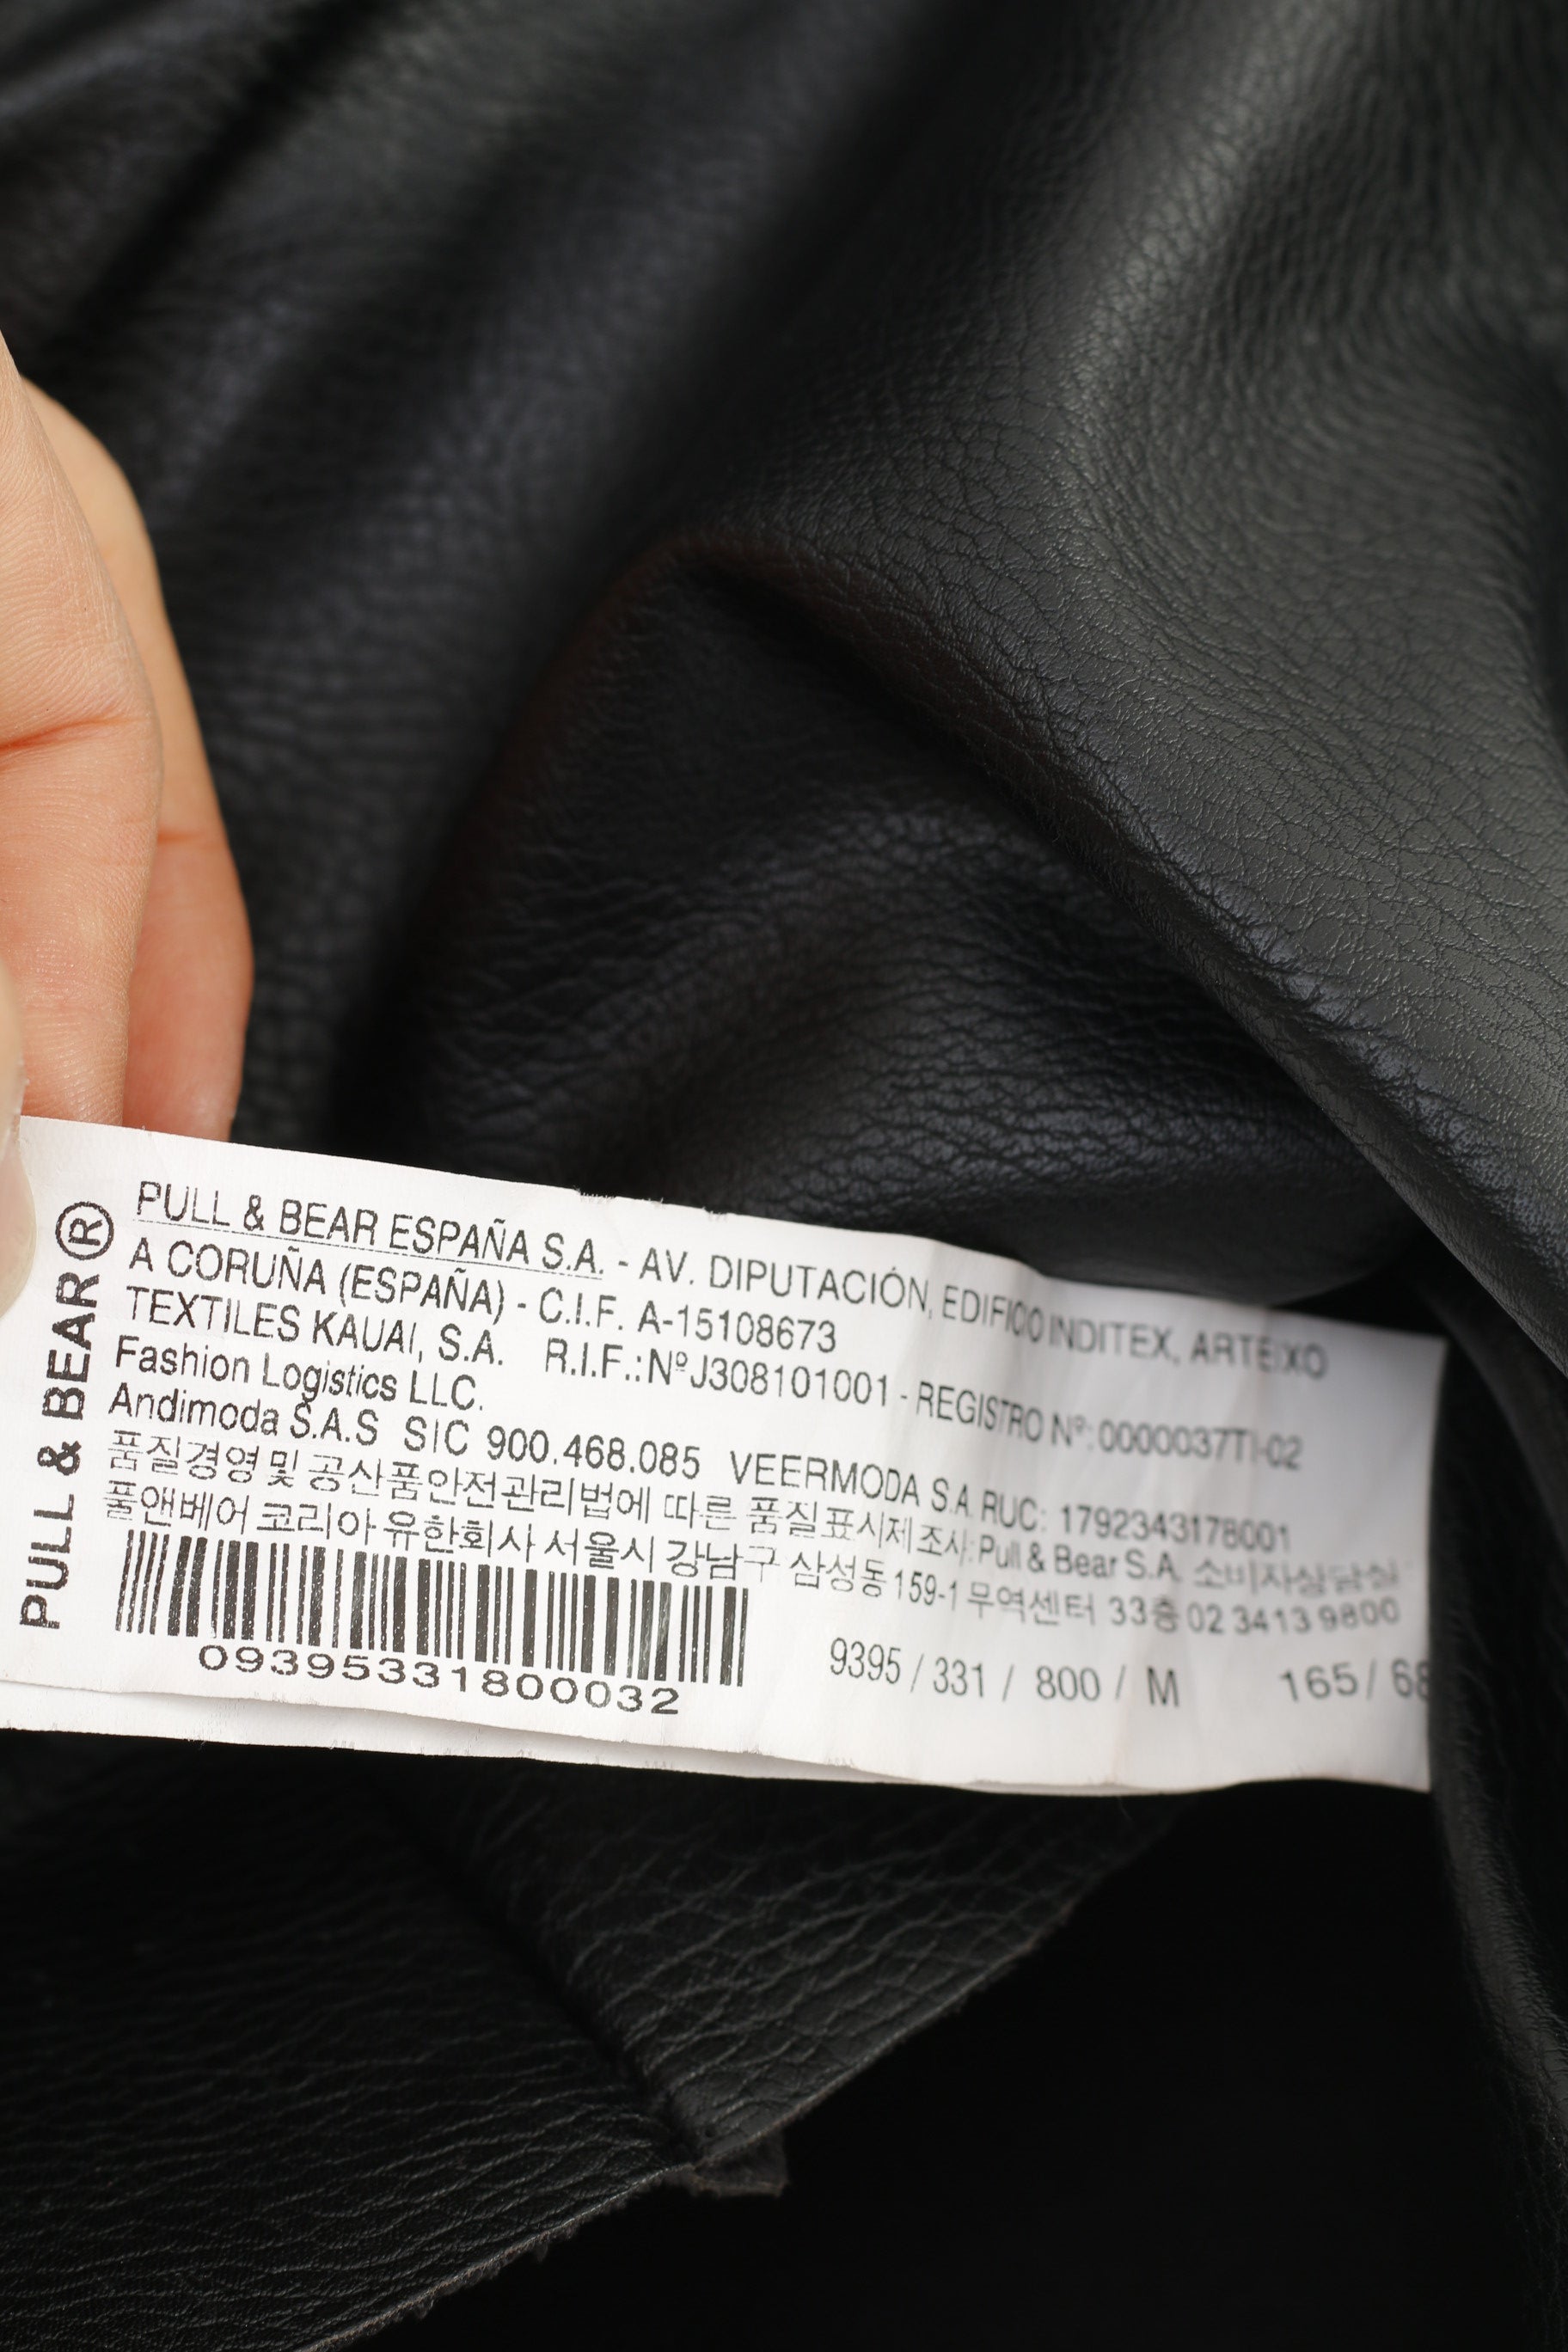 PULL & BEAR®
PULL & BEAR ESPAÑA S.A. - AV. DIPUTACIÓN, EDIFICO INDITEX, ARTEIXO
A CORUÑA (ESPAÑA) - C.I.F. A-15108673
TEXTILES KAUAI, S.A. R.I.F.: Nº J308101001 - REGISTRO Nº: 0000037TI-02
Fashion Logistics LLC.
Andimoda S.A.S SIC 900.468.085 VEERMODA S.A. RUC: 1792343178001
품질경영 및 공산품안전관리법에 따른 품질표시제조사: Pull & Bear S.A. 소비자상담실
풀앤베어 코리아 유한회사 서울시 강남구 삼성동 159-1 무역센터 33층 02 3413 9800
09395331800032
9395 / 331 / 800 / M 165 / 68